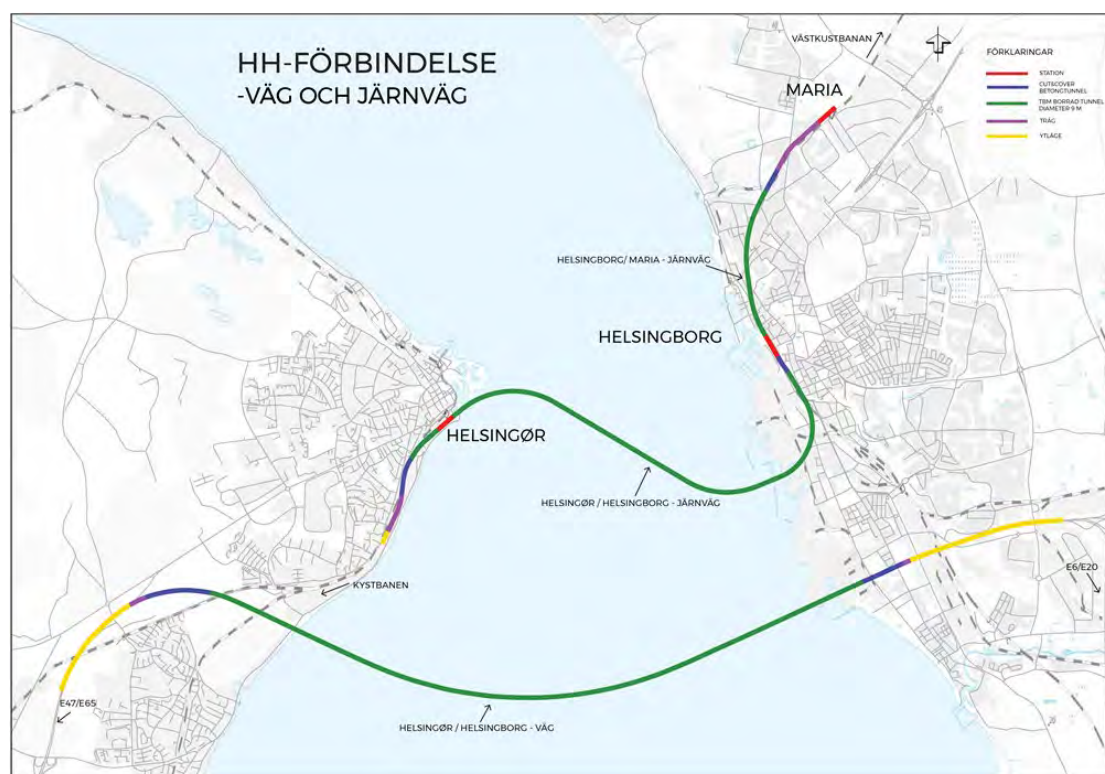 HH-FÖRBINDELSE
-VÄG OCH JÄRNVÄG
VÄSTKUSTBANAN
FÖRKLARINGAR
STATION
CUT&COVER
BETONGTUNNEL
TBM BORRAD TUNNEL
DIAMETER 9 M
TRÅG
YTLÄGE
MARIA
HELSINGBORG/ MARIA - JÄRNVÄG
HELSINGBORG
HELSINGØR
HELSINGØR / HELSINGBORG - JÄRNVÄG
KYSTBANEN
E6/E20
E47/E65
HELSINGØR / HELSINGBORG - VÄG